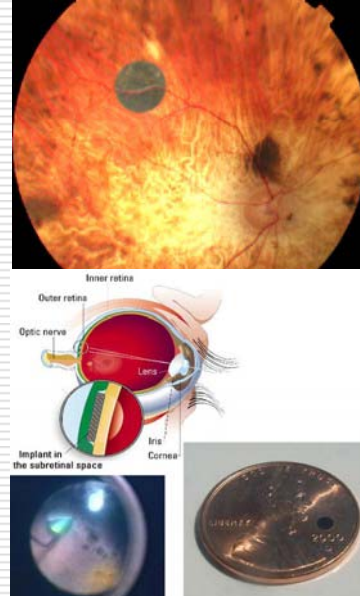 Inner retina
Outer retina
Optic nerve
Lens
Iris
Cornea
Implant in
the subretinal space
LIBERTY
2000